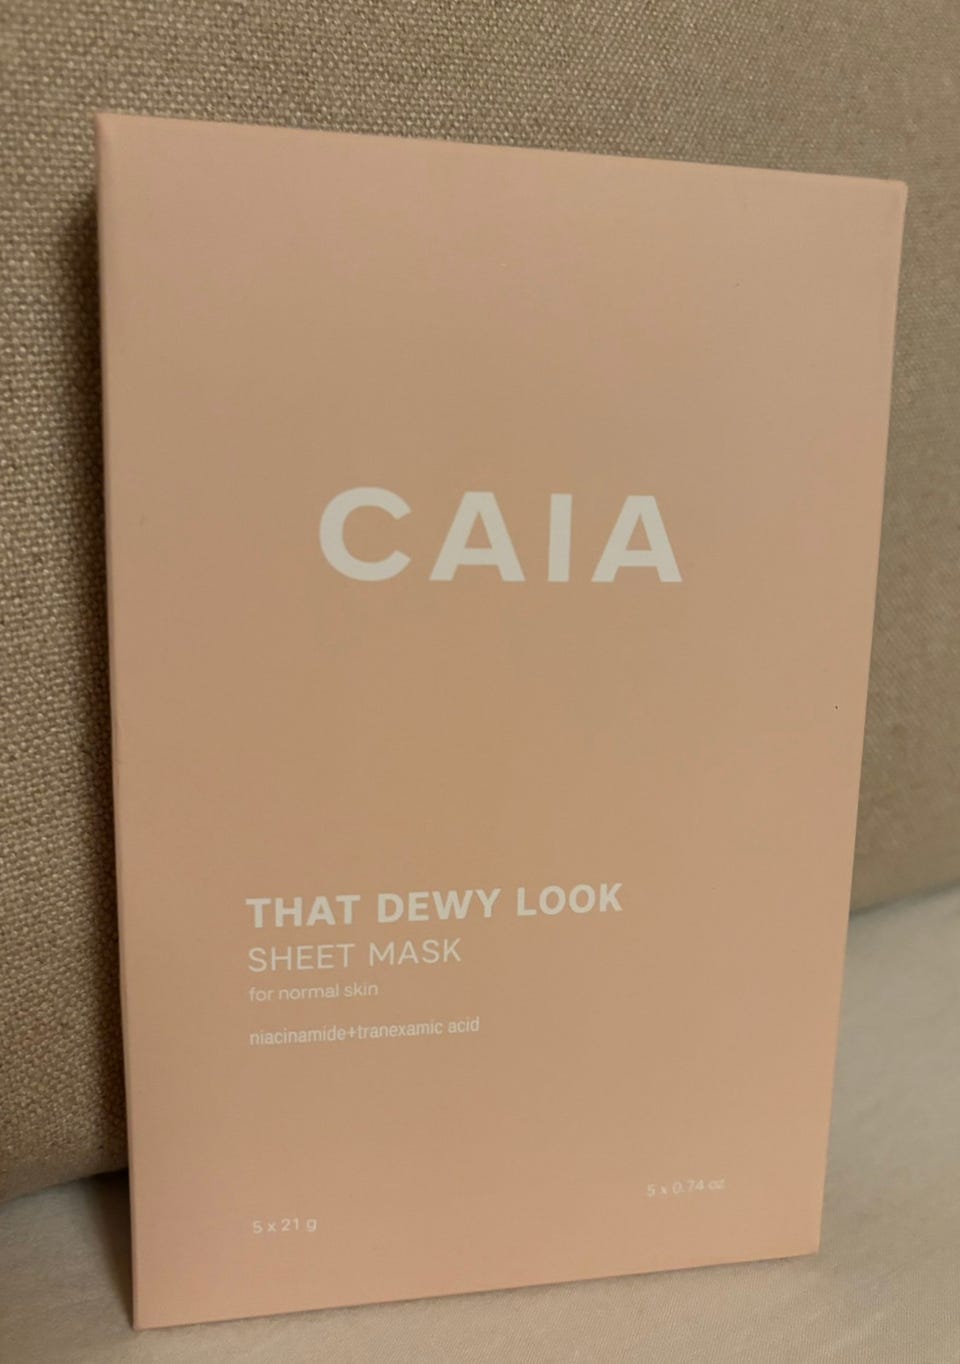 CAIA
THAT DEWY LOOK
SHEET MASK
for normal skin
niacinamide+tranexamic acid
5 x 21 g
5 x 0.74 oz